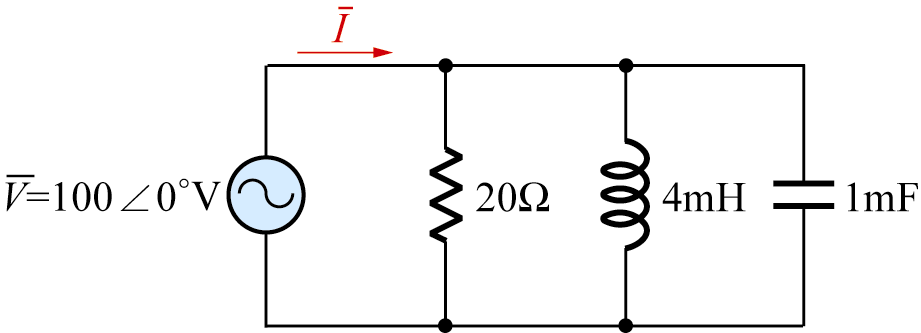 I̅
V̅=100∠0°V
20Ω
4mH
1mF